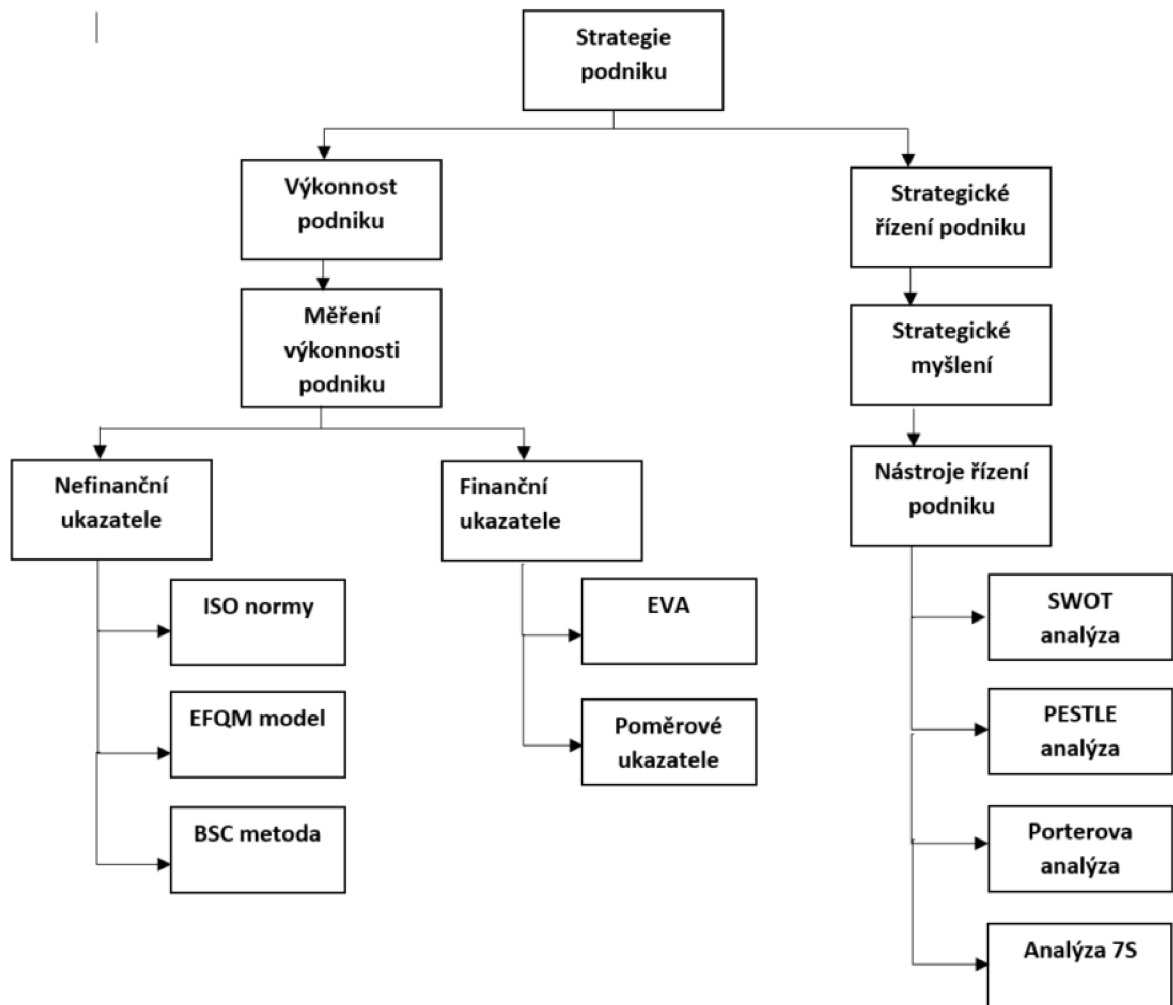 Strategie
podniku
Výkonnost
podniku
Strategické
řízení podniku
Měření
výkonnosti
podniku
Strategické
myšlení
Nefinanční
ukazatele
Finanční
ukazatele
Nástroje řízení
podniku
ISO normy
EFQM model
BSC metoda
EVA
Poměrové
ukazatele
SWOT
analýza
PESTLE
analýza
Porterova
analýza
Analýza 7S